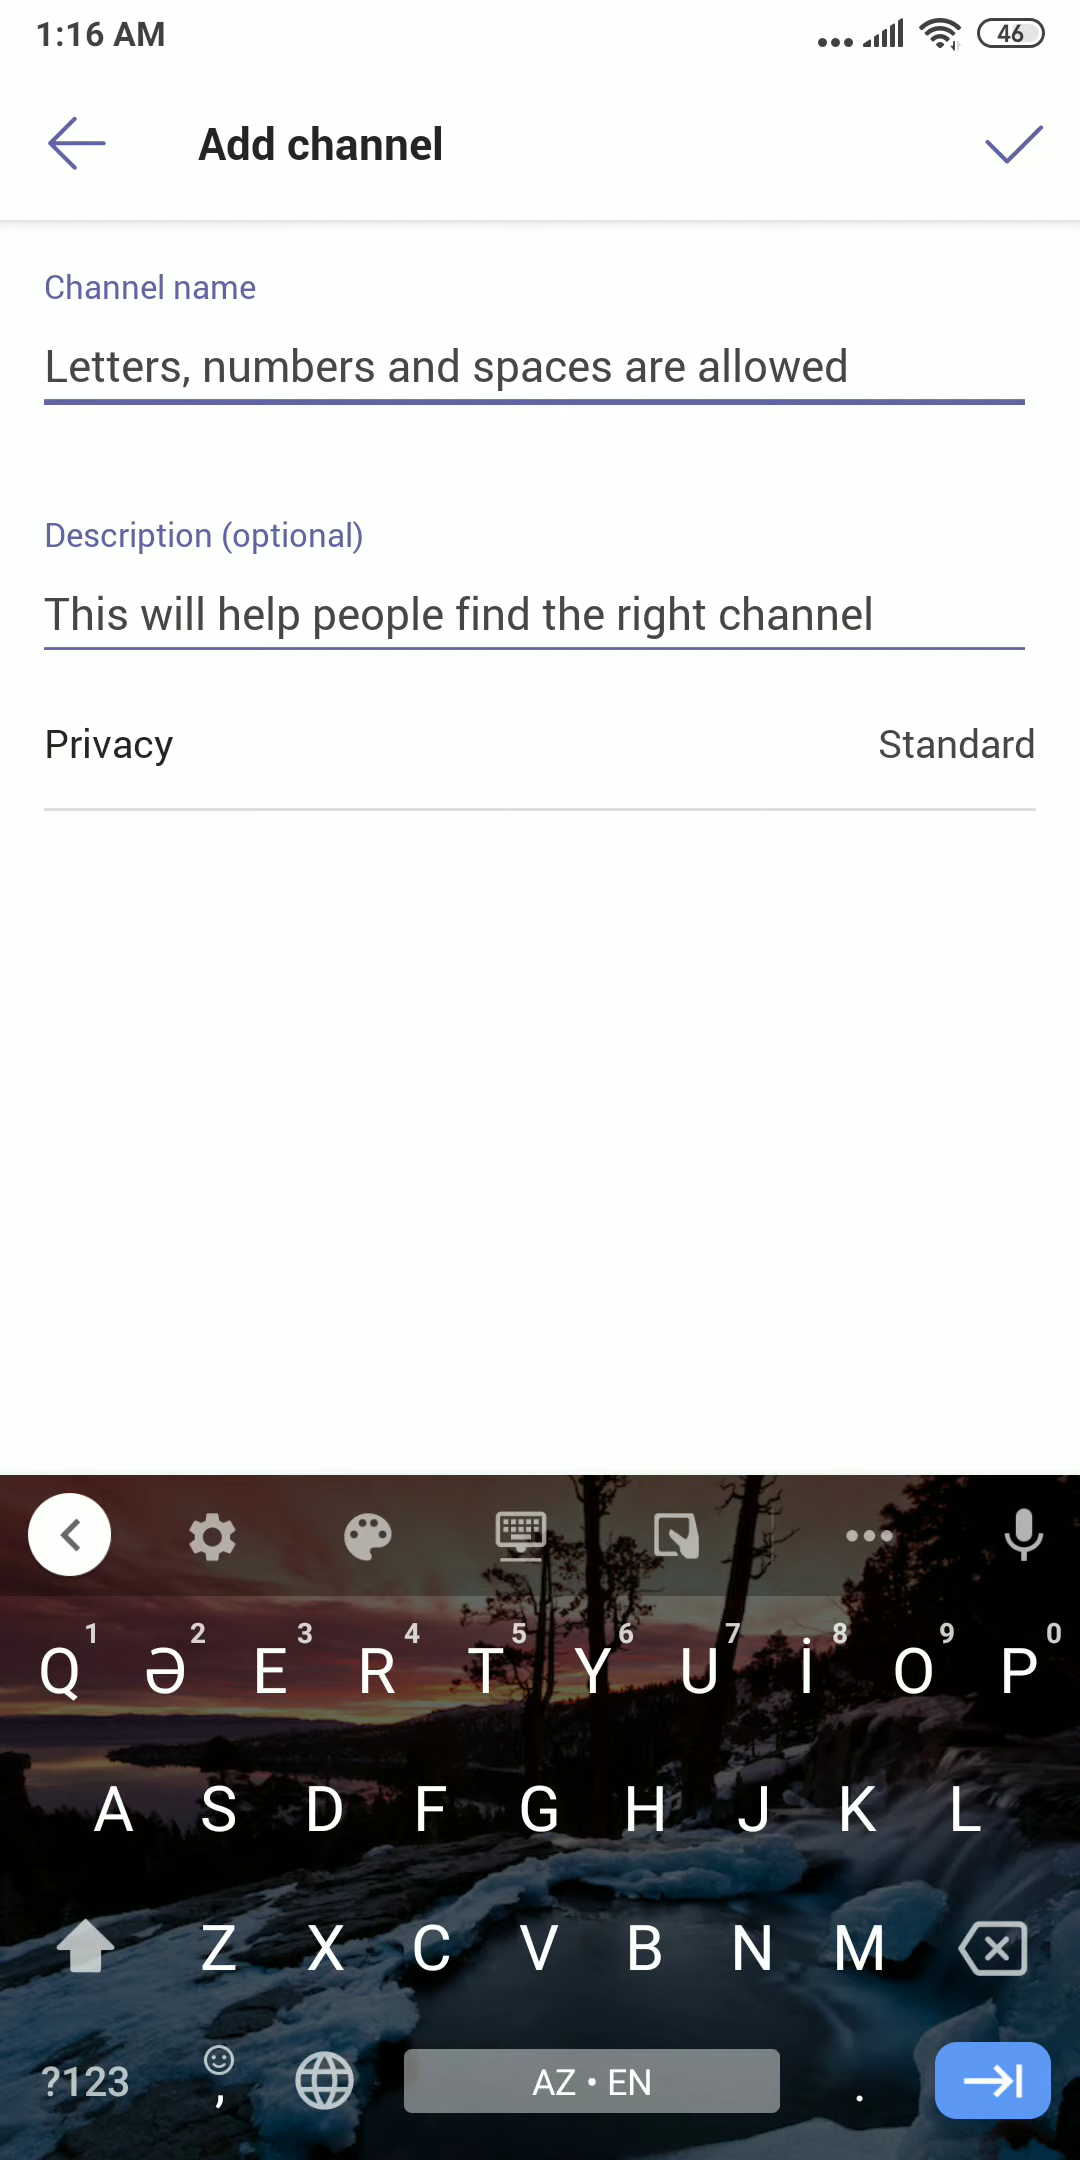 1:16 AM 46
Add channel
Channel name
Letters, numbers and spaces are allowed
Description (optional)
This will help people find the right channel
Privacy Standard
1 2 3 4 5 6 7 8 9 0
Q Ə E R T Y U İ O P
A S D F G H J K L
Z X C V B N M
?123 , AZ • EN .